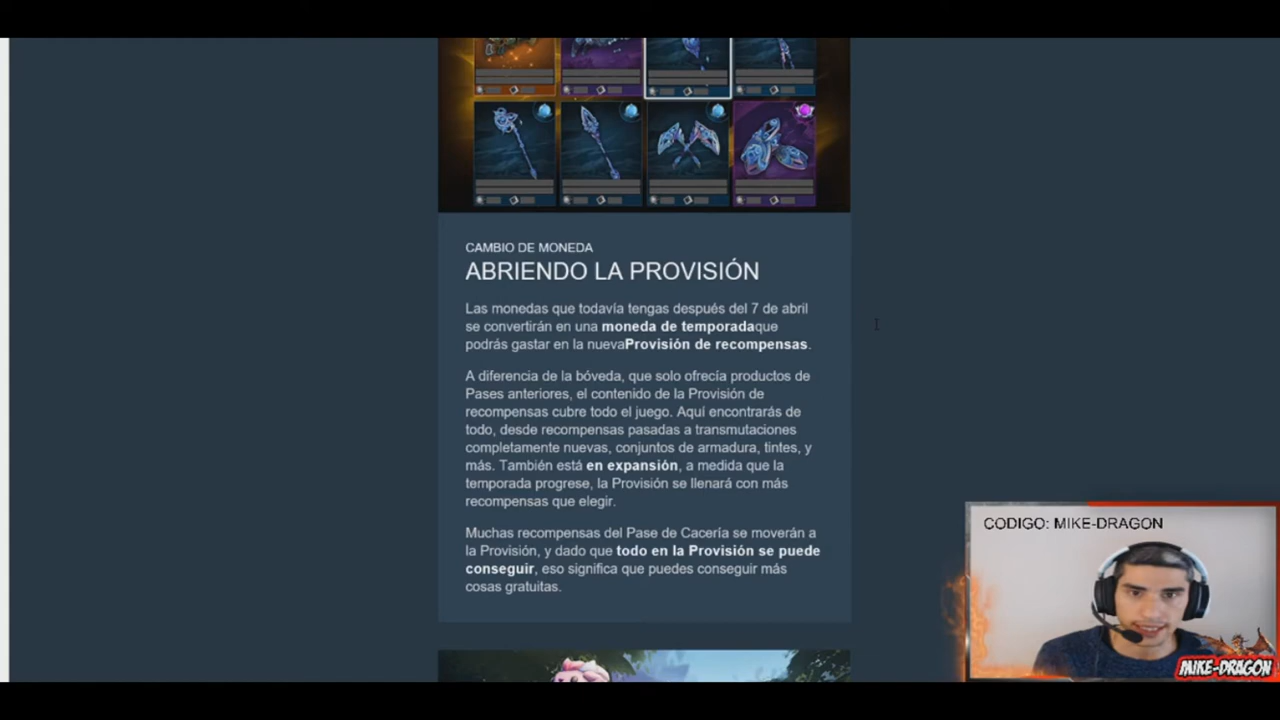 CAMBIO DE MONEDA
ABRIENDO LA PROVISIÓN
Las monedas que todavía tengas después del 7 de abril
se convertirán en una moneda de temporadaque
podrás gastar en la nuevaProvisión de recompensas.
A diferencia de la bóveda, que solo ofrecía productos de
Pases anteriores, el contenido de la Provisión de
recompensas cubre todo el juego. Aquí encontrarás de
todo, desde recompensas pasadas a transmutaciones
completamente nuevas, conjuntos de armadura, tintes, y
más. También está en expansión, a medida que la
temporada progrese, la Provisión se llenará con más
recompensas que elegir.
Muchas recompensas del Pase de Cacería se moverán a
la Provisión, y dado que todo en la Provisión se puede
conseguir, eso significa que puedes conseguir más
cosas gratuitas.
CODIGO: MIKE-DRAGON
MIKE-DRAGON